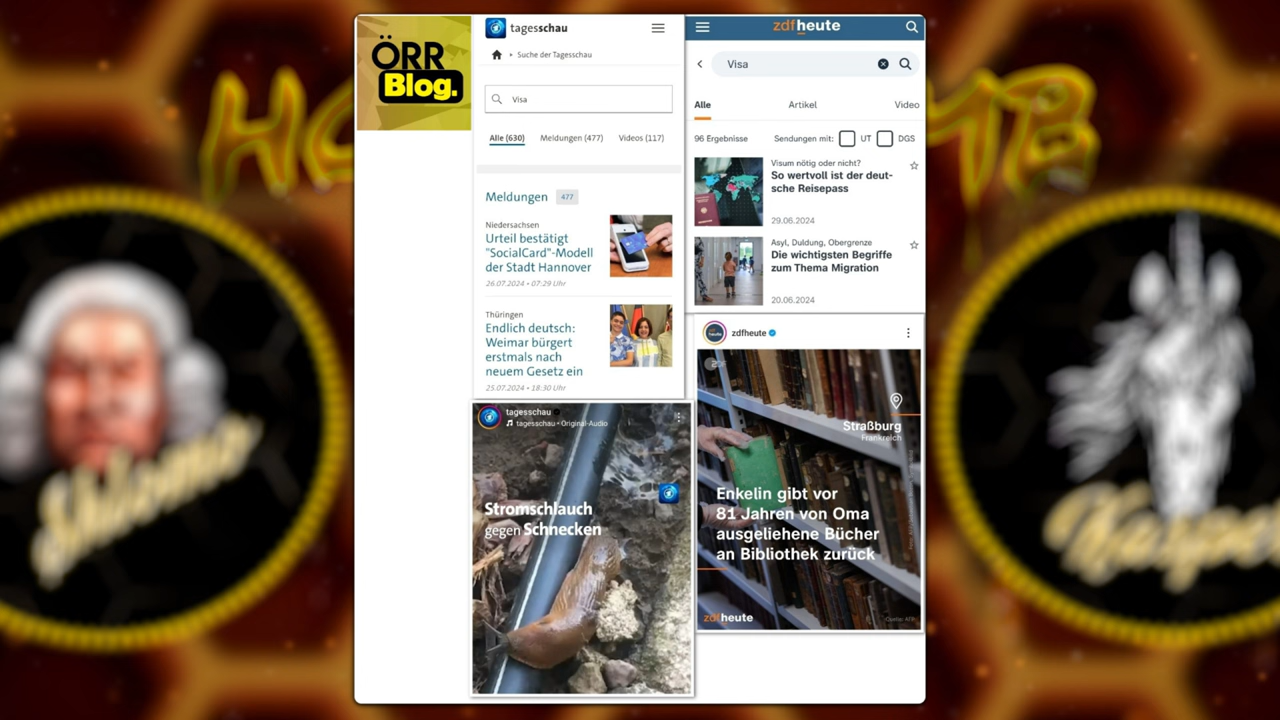 ÖRR
Blog.
tagesschau
Suche der Tagesschau
Visa
Alle (630) Meldungen (477) Videos (117)
Meldungen 477
Niedersachsen
Urteil bestätigt
"SocialCard"-Modell
der Stadt Hannover
26.07.2024 • 07:29 Uhr
Thüringen
Endlich deutsch:
Weimar bürgert
erstmals nach
neuem Gesetz ein
25.07.2024 • 18:30 Uhr
zdfheute
Visa
Alle Artikel Video
96 Ergebnisse Sendungen mit: UT DGS
Visum nötig oder nicht?
So wertvoll ist der deut-
sche Reisepass
29.06.2024
Asyl, Duldung, Obergrenze
Die wichtigsten Begriffe
zum Thema Migration
20.06.2024
tagesschau
tagesschau • Original-Audio
Stromschlauch
gegen Schnecken
zdfheute
ZDF
Straßburg
Frankreich
Enkelin gibt vor
81 Jahren von Oma
ausgeliehene Bücher
an Bibliothek zurück
zdfheute
Quelle: AFP